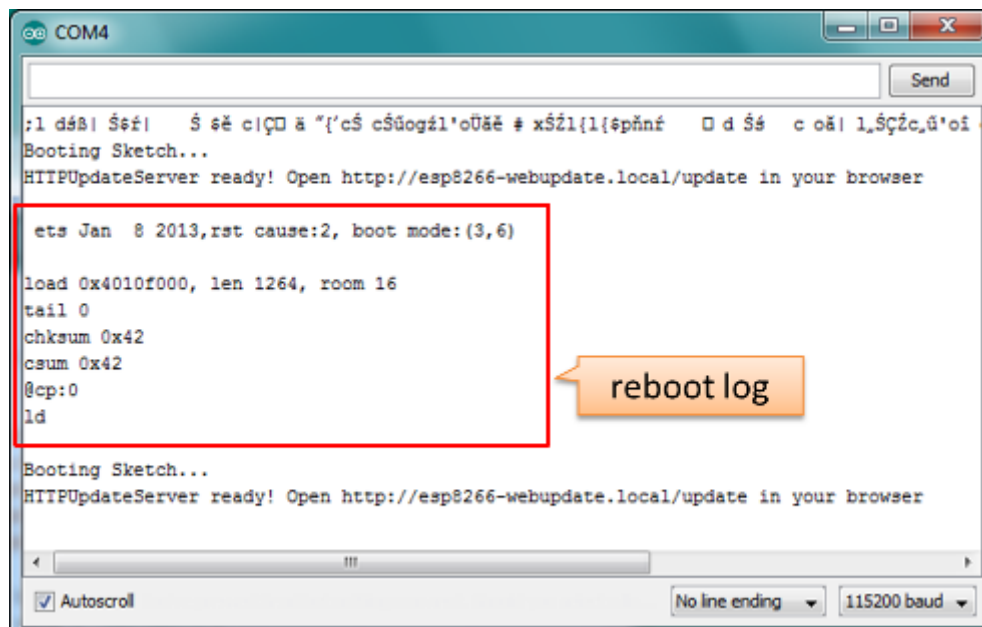 COM4
Send
Booting Sketch...
HTTPUpdateServer ready! Open http://esp8266-webupdate.local/update in your browser
ets Jan  8 2013,rst cause:2, boot mode:(3,6)
load 0x4010f000, len 1264, room 16
tail 0
chksum 0x42
csum 0x42
@cp:0
ld
reboot log
Booting Sketch...
HTTPUpdateServer ready! Open http://esp8266-webupdate.local/update in your browser
Autoscroll
No line ending
115200 baud